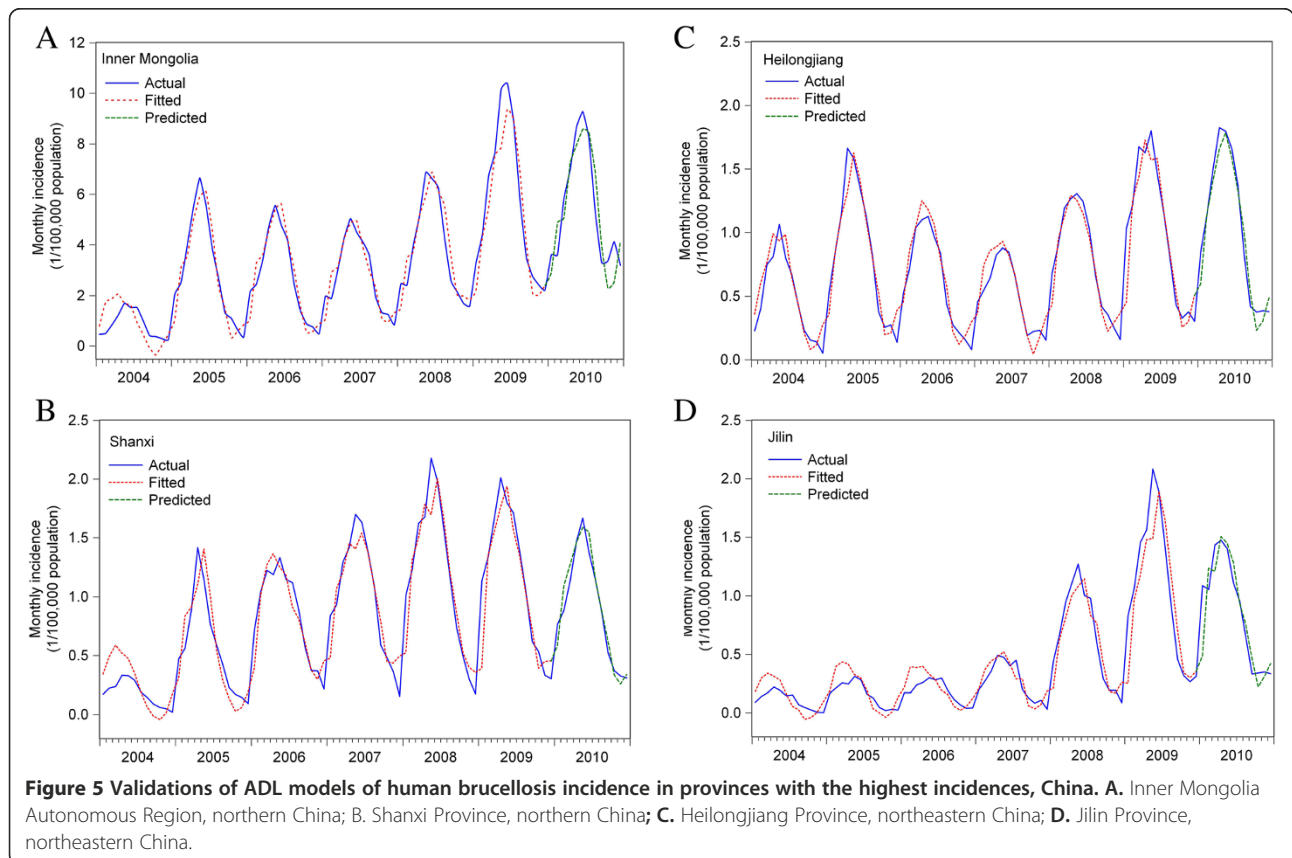 A
Inner Mongolia
Actual
Fitted
Predicted
Monthly incidence
(1/100,000 population)
12
10
8
6
4
2
0
2004 2005 2006 2007 2008 2009 2010
B
Shanxi
Actual
Fitted
Predicted
Monthly incidence
(1/100,000 population)
2.5
2.0
1.5
1.0
0.5
0.0
2004 2005 2006 2007 2008 2009 2010
C
Heilongjiang
Actual
Fitted
Predicted
Monthly incidence
(1/100,000 population)
2.5
2.0
1.5
1.0
0.5
0.0
2004 2005 2006 2007 2008 2009 2010
D
Jilin
Actual
Fitted
Predicted
Monthly incidence
(1/100,000 population)
2.5
2.0
1.5
1.0
0.5
0.0
2004 2005 2006 2007 2008 2009 2010
Figure 5 Validations of ADL models of human brucellosis incidence in provinces with the highest incidences, China. A. Inner Mongolia
Autonomous Region, northern China; B. Shanxi Province, northern China; C. Heilongjiang Province, northeastern China; D. Jilin Province,
northeastern China.